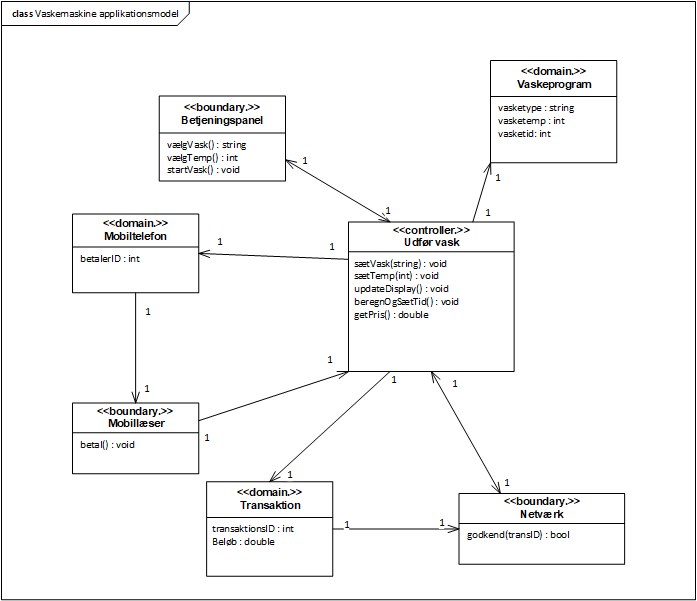 class Vaskemaskine applikationsmodel
<<domain.>>
Vaskeprogram
vasketype : string
vasketemp : int
vasketid: int
<<boundary.>>
Betjeningspanel
vælgVask() : string
vælgTemp() : int
startVask() : void
1
1
1
1
<<domain.>>
Mobiltelefon
betalerID : int
1
1
<<controller.>>
Udfør vask
sætVask(string) : void
sætTemp(int) : void
updateDisplay() : void
beregnOgSætTid() : void
getPris() : double
1
1
1
1
1
1
<<boundary.>>
Mobillæser
betal() : void
1
1
<<domain.>>
Transaktion
transaktionsID : int
Beløb : double
1
1
<<boundary.>>
Netværk
godkend(transID) : bool